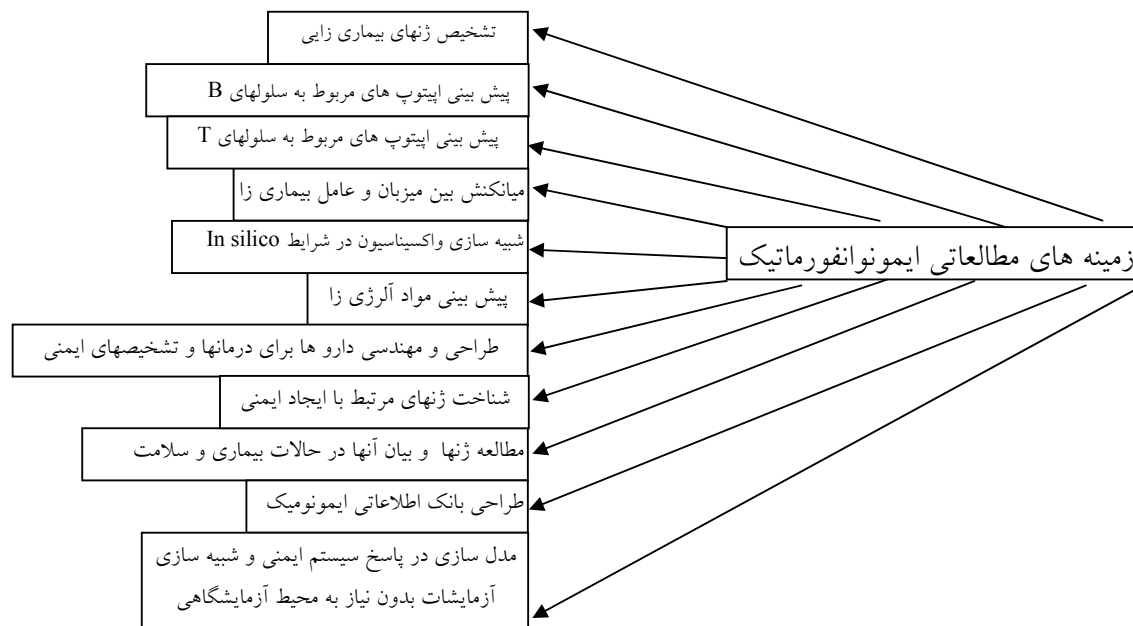 زمینه های مطالعاتی ایمونوانفورماتیک
تشخیص ژنهای بیماری زایی
پیش بینی اپیتوپ های مربوط به سلولهای B
پیش بینی اپیتوپ های مربوط به سلولهای T
میانکنش بین میزبان و عامل بیماری زا
شبیه سازی واکسیناسیون در شرایط In silico
پیش بینی مواد آلرژی زا
طراحی و مهندسی دارو ها برای درمانها و تشخیصهای ایمنی
شناخت ژنهای مرتبط با ایجاد ایمنی
مطالعه ژنها و بیان آنها در حالات بیماری و سلامت
طراحی بانک اطلاعاتی ایمونومیک
مدل سازی در پاسخ سیستم ایمنی و شبیه سازی
آزمایشات بدون نیاز به محیط آزمایشگاهی